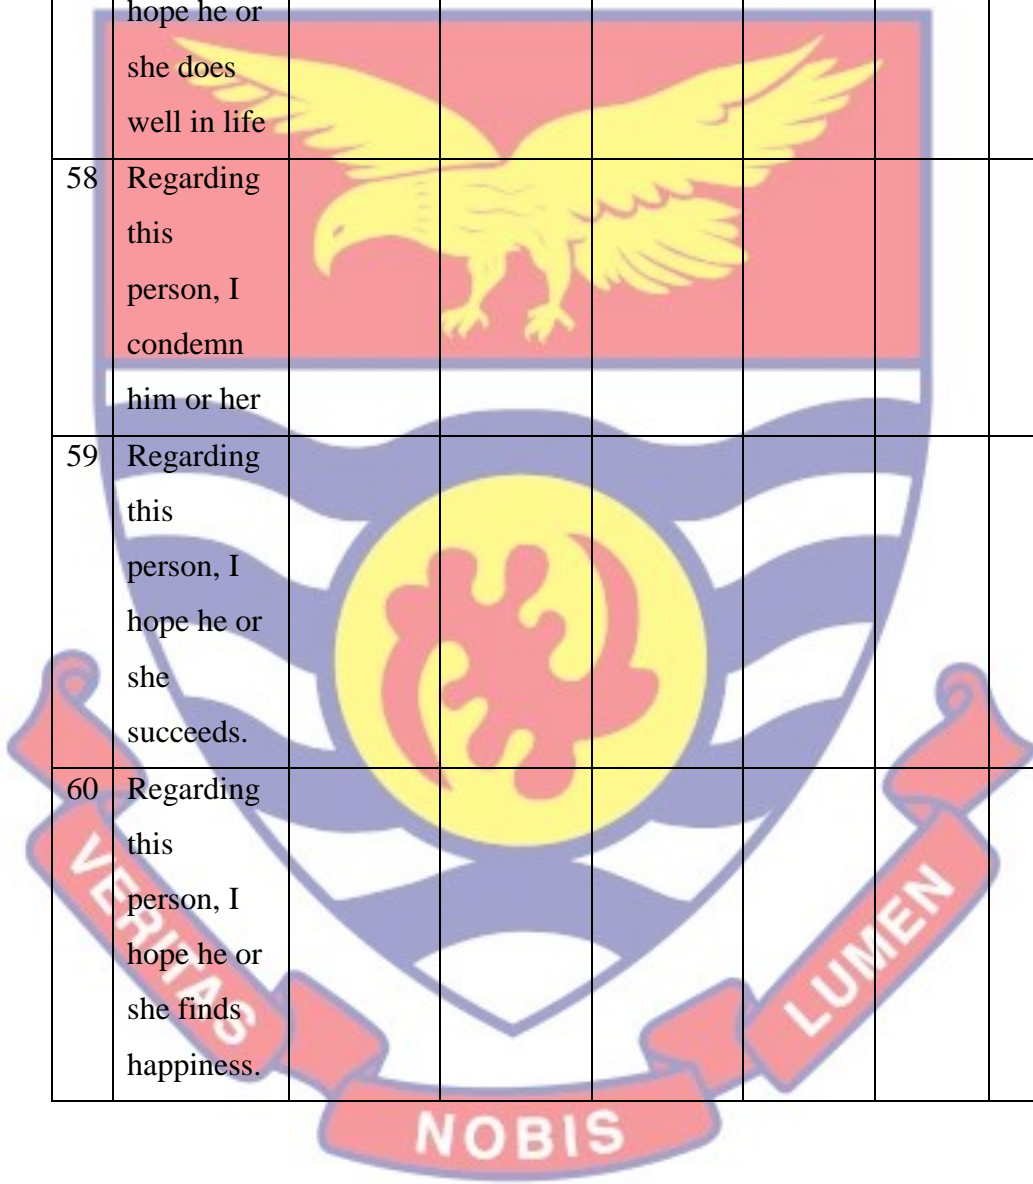 hope he or
she does
well in life
58 Regarding
this
person, I
condemn
him or her
59 Regarding
this
person, I
hope he or
she
succeeds.
60 Regarding
this
person, I
hope he or
she finds
happiness.
VERITAS
NOBIS
LUMEN